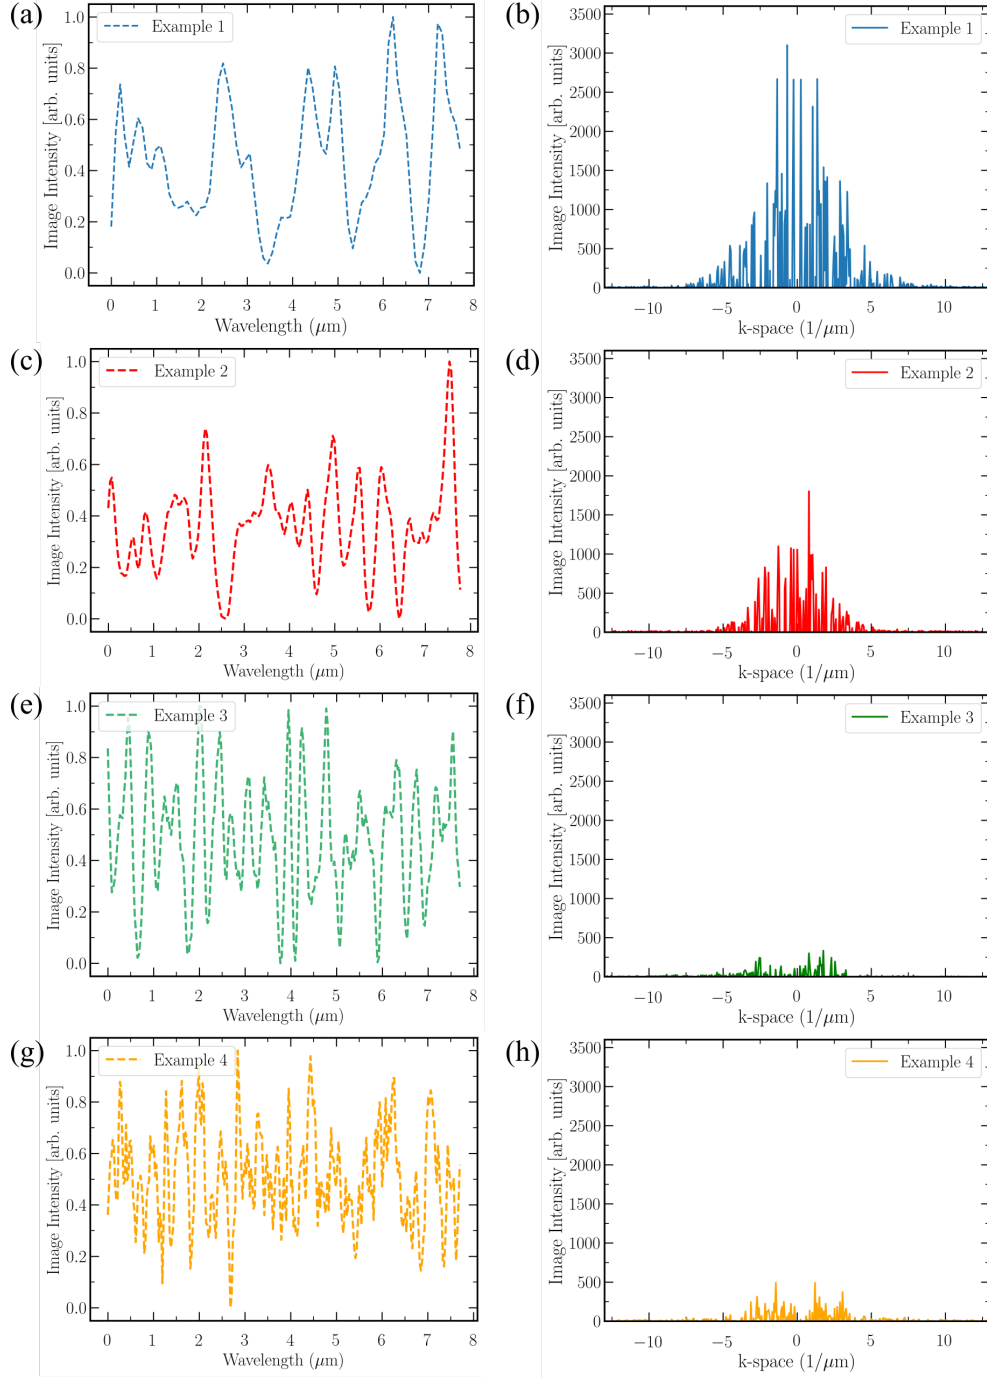 (a)
Example 1
Image Intensity [arb. units]
1.0
0.8
0.6
0.4
0.2
0.0
0 1 2 3 4 5 6 7 8
Wavelength (μm)
(b)
Example 1
Image Intensity [arb. units]
3500
3000
2500
2000
1500
1000
500
0
−10 −5 0 5 10
k-space (1/μm)
(c)
Example 2
Image Intensity [arb. units]
1.0
0.8
0.6
0.4
0.2
0.0
0 1 2 3 4 5 6 7 8
Wavelength (μm)
(d)
Example 2
Image Intensity [arb. units]
3500
3000
2500
2000
1500
1000
500
0
−10 −5 0 5 10
k-space (1/μm)
(e)
Example 3
Image Intensity [arb. units]
1.0
0.8
0.6
0.4
0.2
0.0
0 1 2 3 4 5 6 7 8
Wavelength (μm)
(f)
Example 3
Image Intensity [arb. units]
3500
3000
2500
2000
1500
1000
500
0
−10 −5 0 5 10
k-space (1/μm)
(g)
Example 4
Image Intensity [arb. units]
1.0
0.8
0.6
0.4
0.2
0.0
0 1 2 3 4 5 6 7 8
Wavelength (μm)
(h)
Example 4
Image Intensity [arb. units]
3500
3000
2500
2000
1500
1000
500
0
−10 −5 0 5 10
k-space (1/μm)